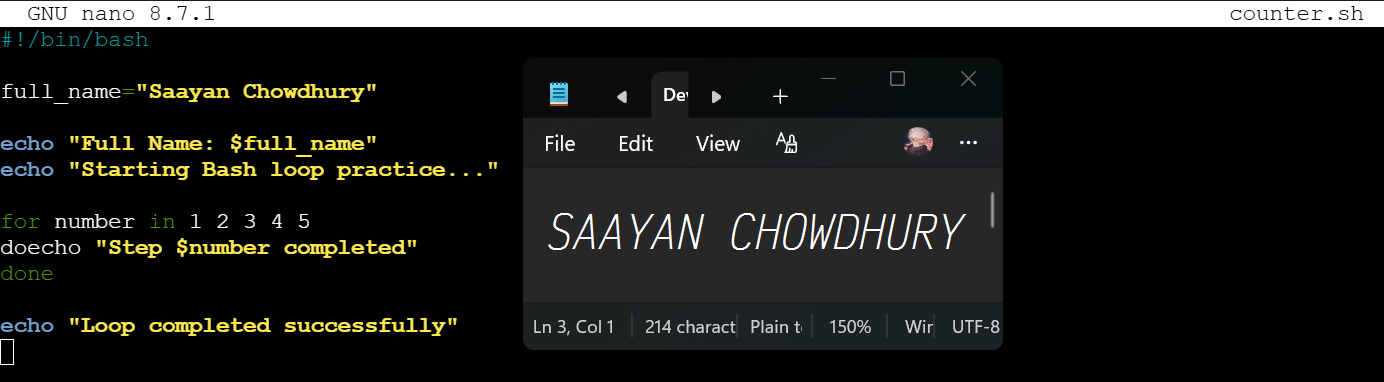 GNU nano 8.7.1 counter.sh
#!/bin/bash
full_name="Saayan Chowdhury"
echo "Full Name: $full_name"
echo "Starting Bash loop practice..."
for number in 1 2 3 4 5
doecho "Step $number completed"
done
echo "Loop completed successfully"
File Edit View
SAAYAN CHOWDHURY
Ln 3, Col 1 214 charact Plain t 150% Wir UTF-8